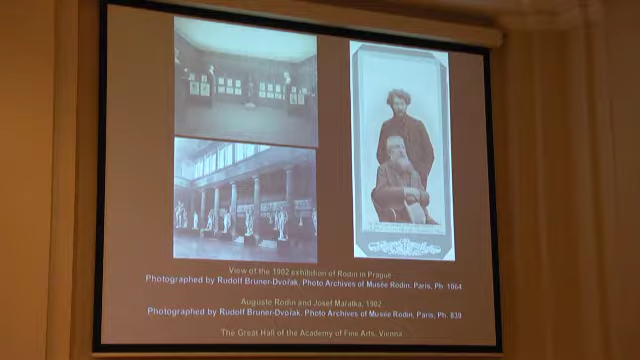 View of the 1902 exhibition of Rodin in Prague
Photographed by Rudolf Bruner-Dvořak, Photo Archives of Musée Rodin, Paris, Ph 1064
Auguste Rodin and Josef Mařatka, 1902
Photographed by Rudolf Bruner-Dvořak, Photo Archives of Musée Rodin, Paris, Ph. 839
The Great Hall of the Academy of Fine Arts, Vienna